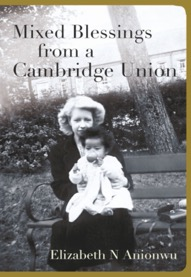 Mixed Blessings
from a
Cambridge Union
Elizabeth N Anionwu